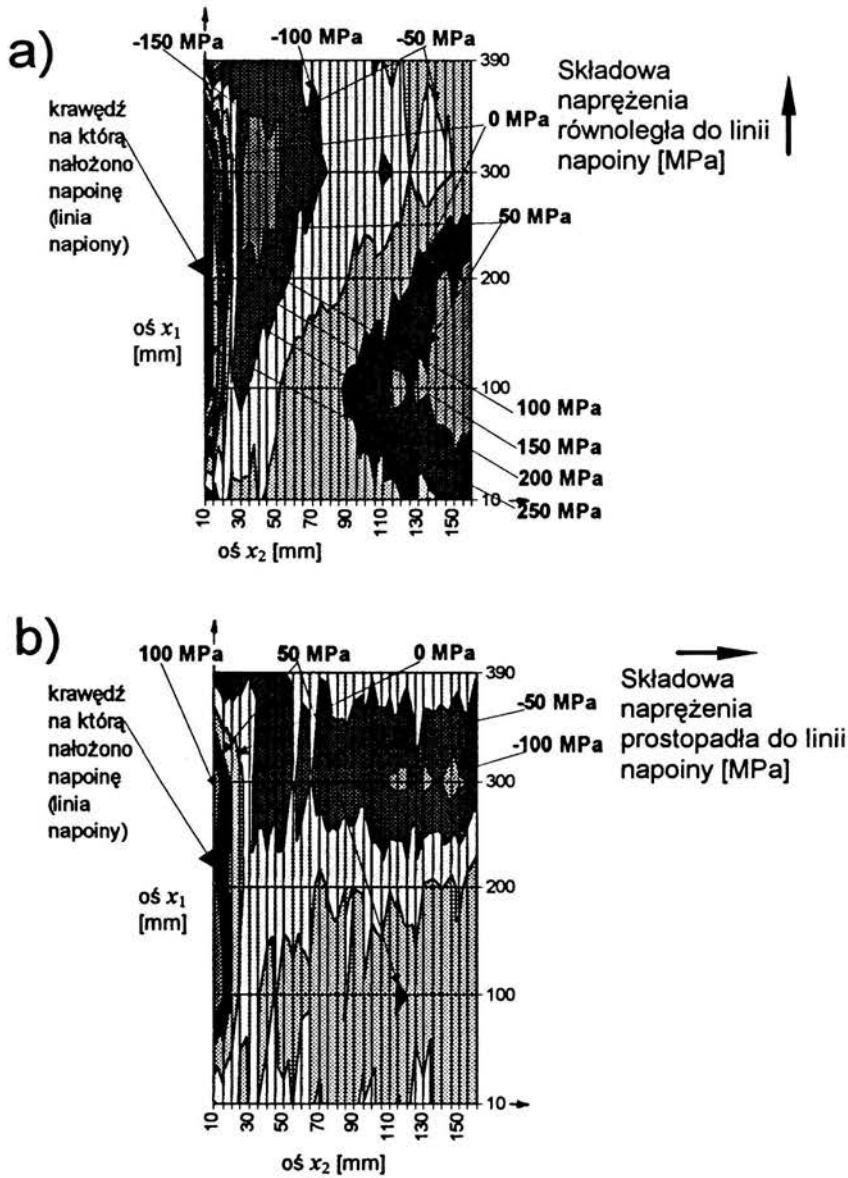 a)
-150 MPa
-100 MPa
-50 MPa
390
krawędź
na którą
nałożono
napoinę
(linia
napiony)
0 MPa
Składowa
naprężenia
równoległa do linii
napoiny [MPa]
300
50 MPa
200
oś x₁
[mm]
100
100 MPa
150 MPa
200 MPa
250 MPa
10
10 30 50 70 90 110 130 150
oś x₂ [mm]
b)
100 MPa
50 MPa
0 MPa
390
krawędź
na którą
nałożono
napoinę
(linia
napoiny)
-50 MPa
-100 MPa
Składowa
naprężenia
prostopadła do linii
napoiny [MPa]
300
200
oś x₁
[mm]
100
10
10 30 50 70 90 110 130 150
oś x₂ [mm]